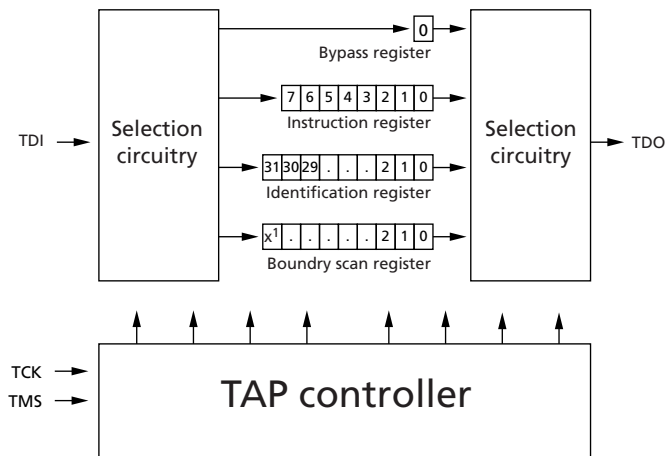 0
Bypass register
7 6 5 4 3 2 1 0
Instruction register
TDI
Selection
circuitry
Selection
circuitry
TDO
31 30 29 . . . 2 1 0
Identification register
x¹ . . . . . 2 1 0
Boundry scan register
TCK
TMS
TAP controller